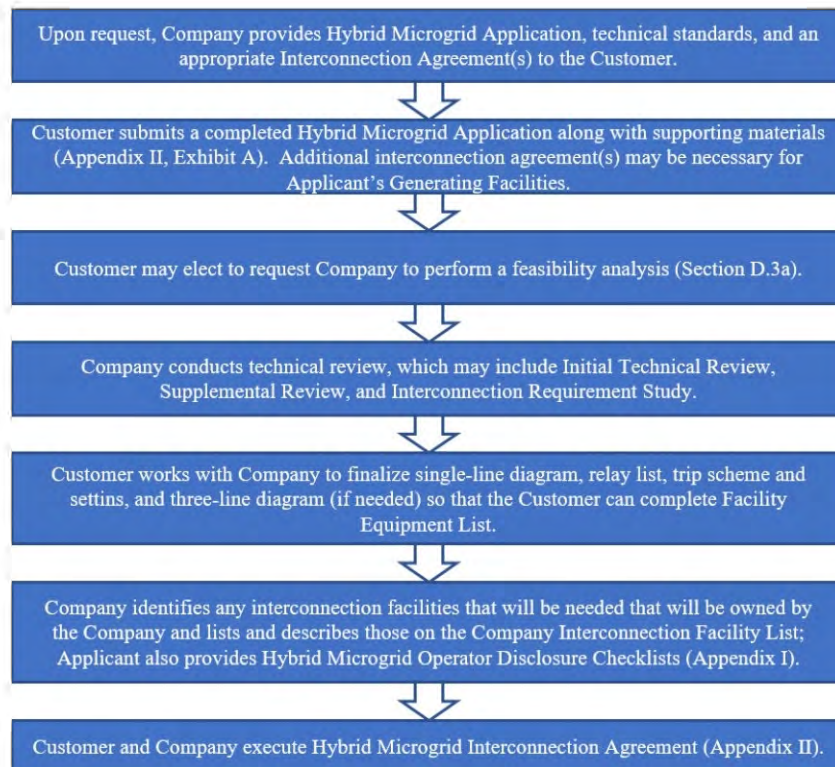 Upon request, Company provides Hybrid Microgrid Application, technical standards, and an
appropriate Interconnection Agreement(s) to the Customer.
Customer submits a completed Hybrid Microgrid Application along with supporting materials
(Appendix II, Exhibit A).  Additional interconnection agreement(s) may be necessary for
Applicant's Generating Facilities.
Customer may elect to request Company to perform a feasibility analysis (Section D.3a).
Company conducts technical review, which may include Initial Technical Review,
Supplemental Review, and Interconnection Requirement Study.
Customer works with Company to finalize single-line diagram, relay list, trip scheme and
settins, and three-line diagram (if needed) so that the Customer can complete Facility
Equipment List.
Company identifies any interconnection facilities that will be needed that will be owned by
the Company and lists and describes those on the Company Interconnection Facility List;
Applicant also provides Hybrid Microgrid Operator Disclosure Checklists (Appendix I).
Customer and Company execute Hybrid Microgrid Interconnection Agreement (Appendix II).